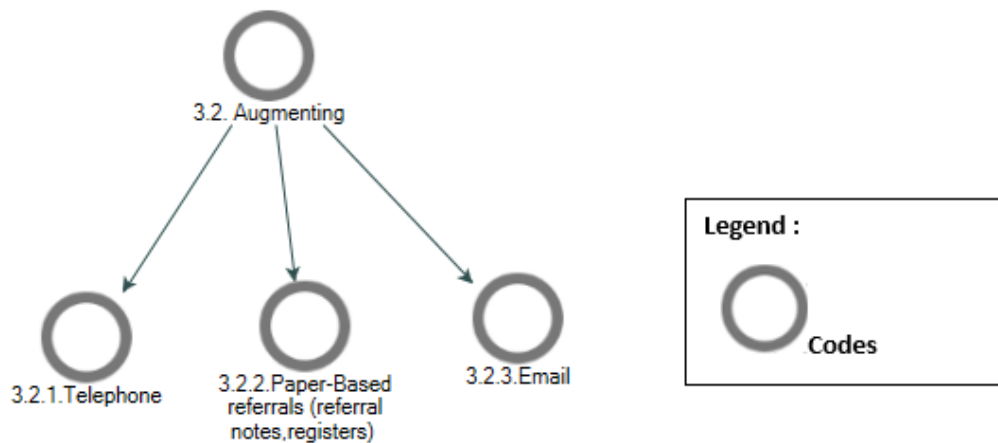 3.2. Augmenting
3.2.1.Telephone
3.2.2.Paper-Based
referrals (referral
notes,registers)
3.2.3.Email
Legend :
Codes